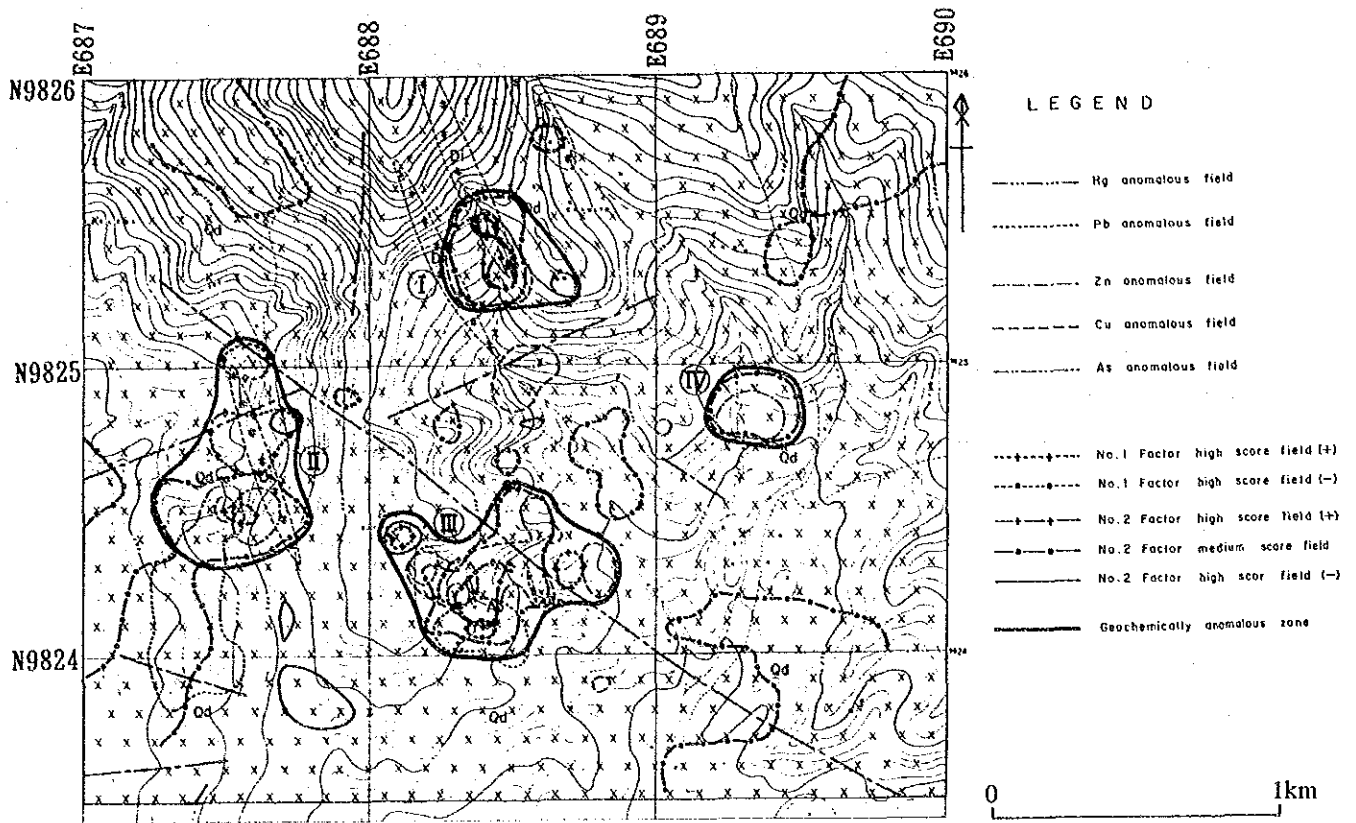 E687 E688 E689 E690
N9826
LEGEND
Hg anomalous field
Pb anomalous field
Zn anomalous field
Cu anomalous field
As anomalous field
No.1 Factor high score field (+)
No.1 Factor high score field (-)
No.2 Factor high score field (+)
No.2 Factor medium score field
No.2 Factor high scor field (-)
Geochemically anomalous zone
Di
Qd
Qd
Qd
I
N9825
IV
Qd
II
Qd
III
N9824
M24
Qd
Qd
Qd
0 1km